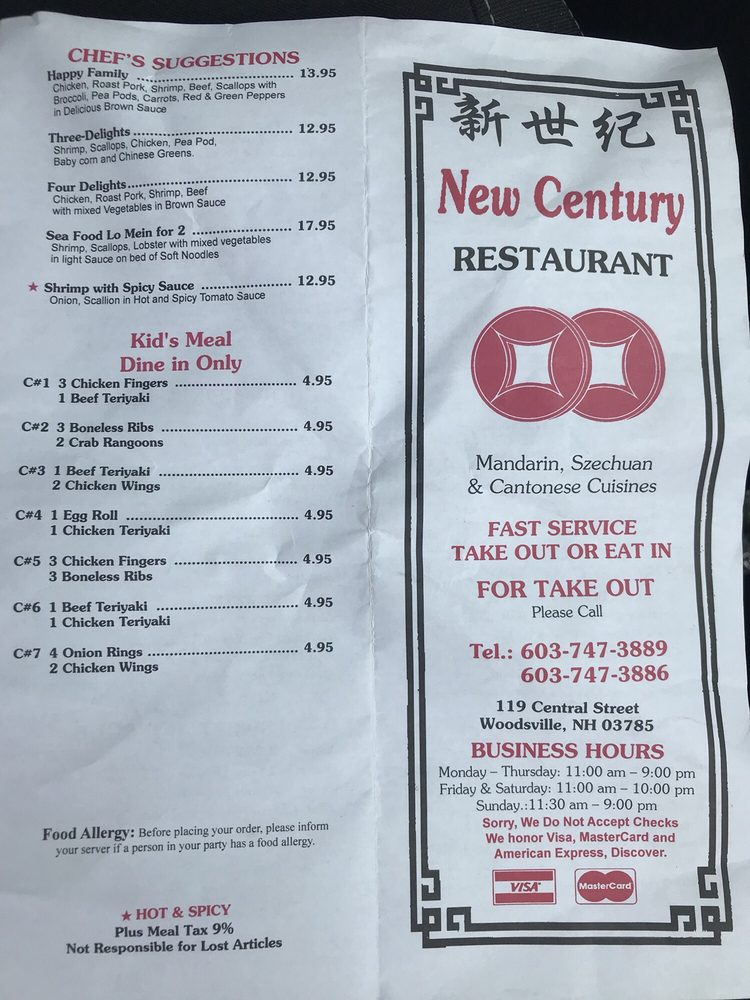 CHEF'S SUGGESTIONS
Happy Family ........................................ 13.95
Chicken, Roast Pork, Shrimp, Beef, Scallops with
Broccoli, Pea Pods, Carrots, Red & Green Peppers
in Delicious Brown Sauce
Three-Delights ........................................ 12.95
Shrimp, Scallops, Chicken, Pea Pod,
Baby corn and Chinese Greens.
Four Delights ........................................ 12.95
Chicken, Roast Pork, Shrimp, Beef
with mixed Vegetables in Brown Sauce
Sea Food Lo Mein for 2 ......................... 17.95
Shrimp, Scallops, Lobster with mixed vegetables
in light Sauce on bed of Soft Noodles
★ Shrimp with Spicy Sauce ...................... 12.95
Onion, Scallion in Hot and Spicy Tomato Sauce
Kid's Meal
Dine in Only
C#1 3 Chicken Fingers ............................ 4.95
1 Beef Teriyaki
C#2 3 Boneless Ribs ............................... 4.95
2 Crab Rangoons
C#3 1 Beef Teriyaki ................................ 4.95
2 Chicken Wings
C#4 1 Egg Roll ........................................ 4.95
1 Chicken Teriyaki
C#5 3 Chicken Fingers ............................ 4.95
3 Boneless Ribs
C#6 1 Beef Teriyaki ................................ 4.95
1 Chicken Teriyaki
C#7 4 Onion Rings .................................. 4.95
2 Chicken Wings
Food Allergy: Before placing your order, please inform
your server if a person in your party has a food allergy.
★ HOT & SPICY
Plus Meal Tax 9%
Not Responsible for Lost Articles
新世纪
New Century
RESTAURANT
Mandarin, Szechuan
& Cantonese Cuisines
FAST SERVICE
TAKE OUT OR EAT IN
FOR TAKE OUT
Please Call
Tel.: 603-747-3889
603-747-3886
119 Central Street
Woodsville, NH 03785
BUSINESS HOURS
Monday – Thursday: 11:00 am – 9:00 pm
Friday & Saturday: 11:00 am – 10:00 pm
Sunday.:11:30 am – 9:00 pm
Sorry, We Do Not Accept Checks
We honor Visa, MasterCard and
American Express, Discover.
VISA MasterCard